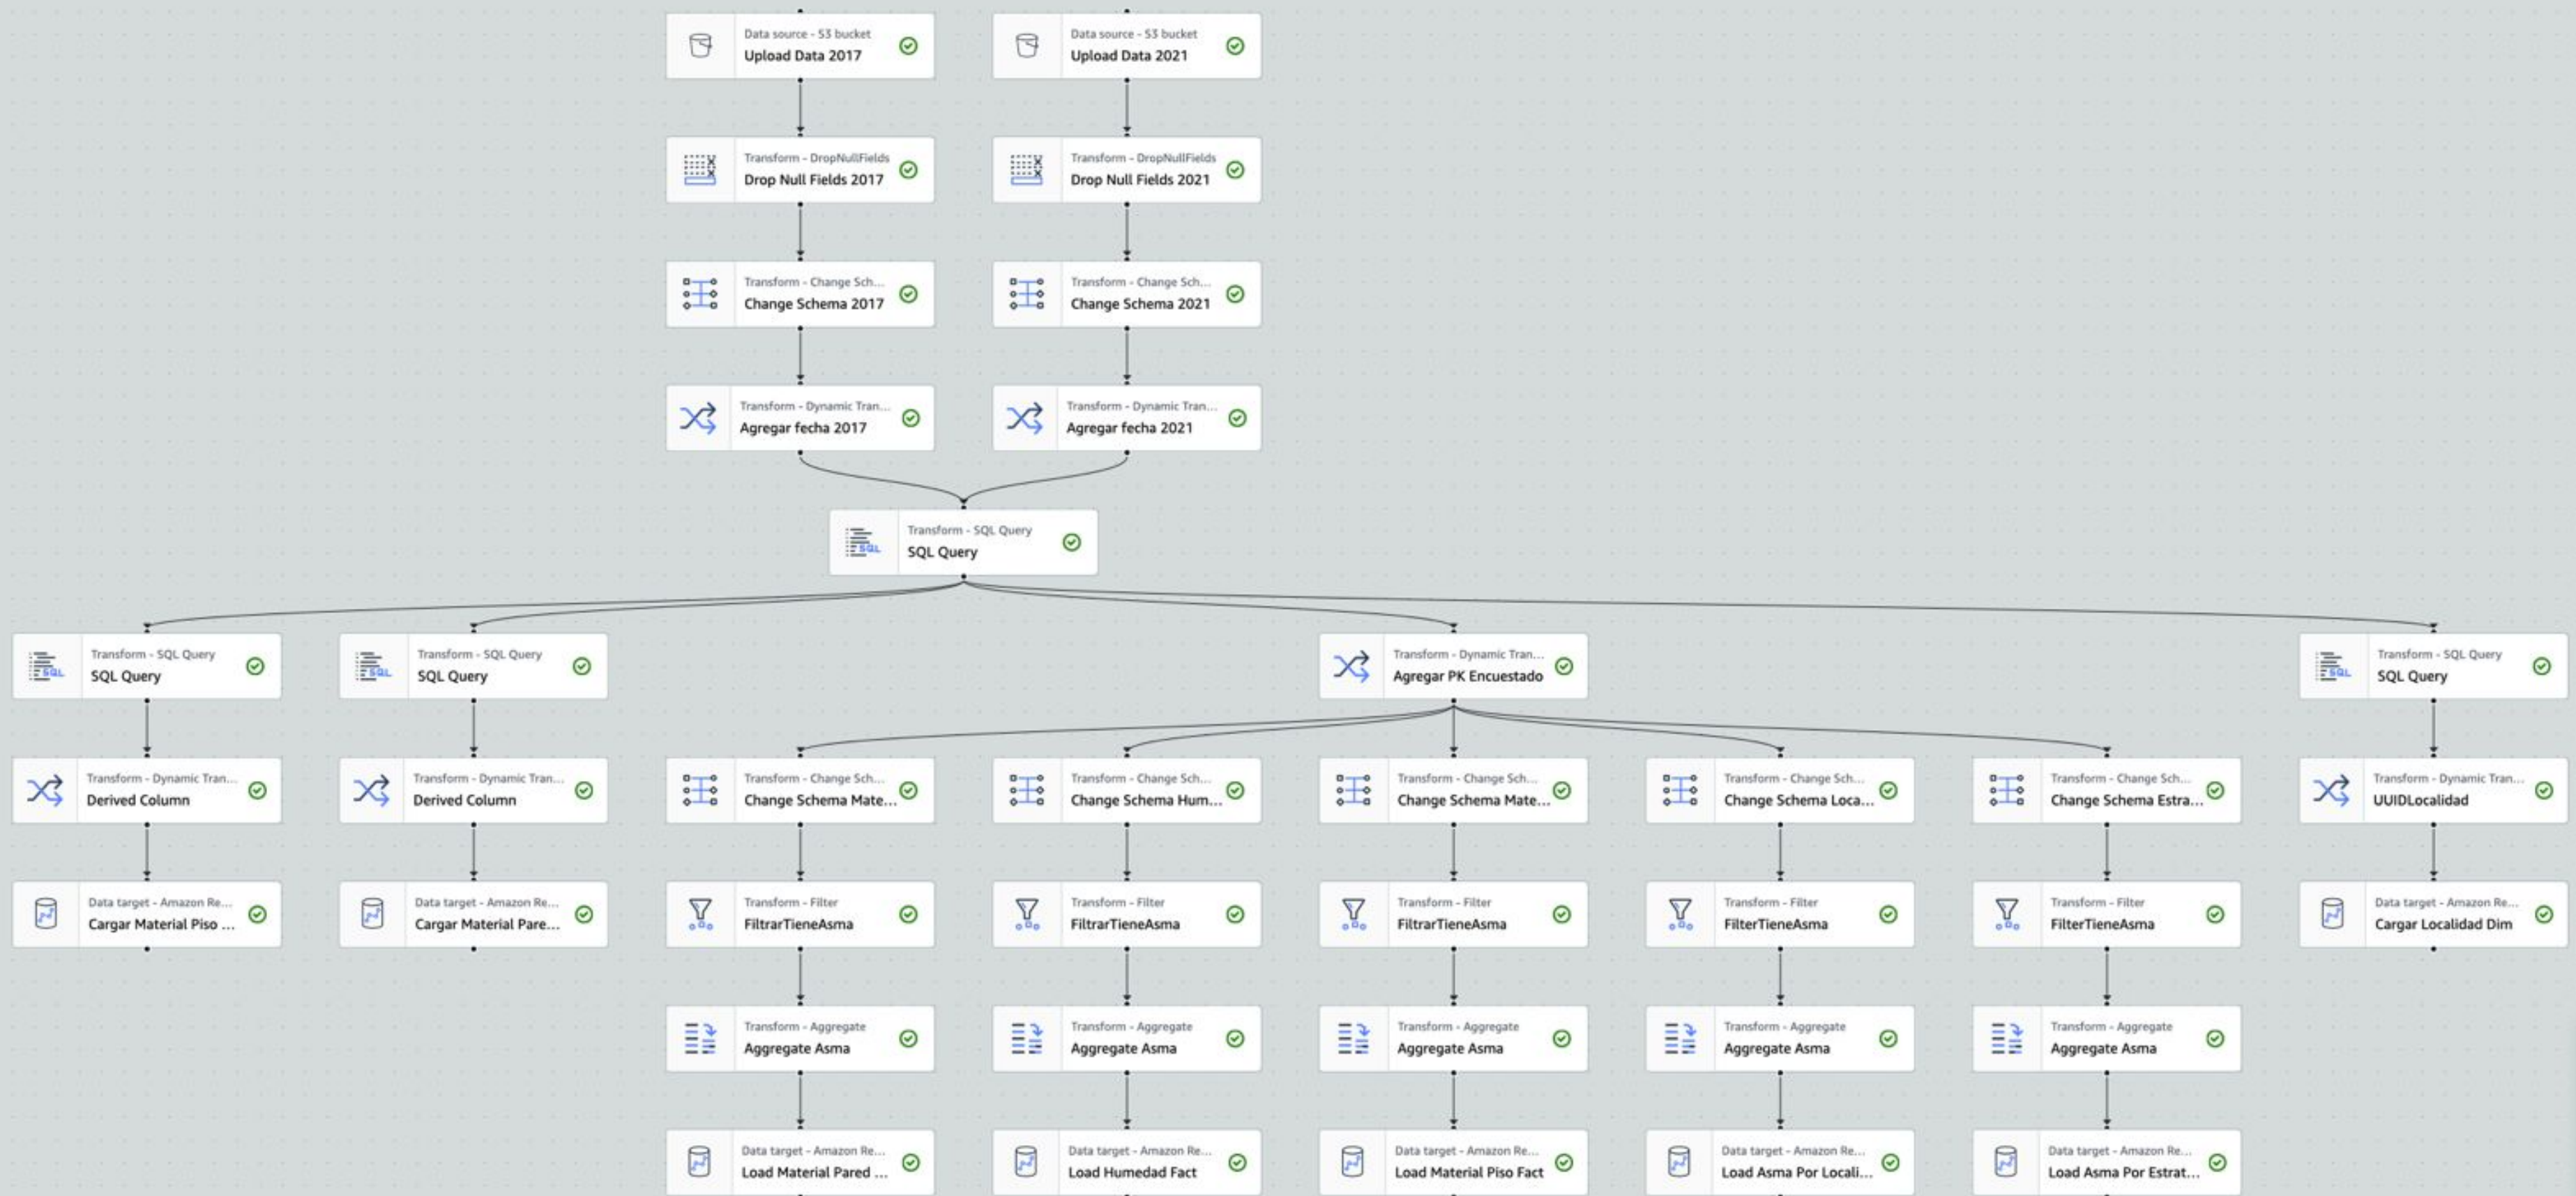 Data source - S3 bucket
Upload Data 2017
Data source - S3 bucket
Upload Data 2021
Transform - DropNullFields
Drop Null Fields 2017
Transform - DropNullFields
Drop Null Fields 2021
Transform - Change Sch...
Change Schema 2017
Transform - Change Sch...
Change Schema 2021
Transform - Dynamic Tran...
Agregar fecha 2017
Transform - Dynamic Tran...
Agregar fecha 2021
SQL
Transform - SQL Query
SQL Query
SQL
Transform - SQL Query
SQL Query
SQL
Transform - SQL Query
SQL Query
Transform - Dynamic Tran...
Agregar PK Encuestado
SQL
Transform - SQL Query
SQL Query
Transform - Dynamic Tran...
Derived Column
Transform - Dynamic Tran...
Derived Column
Transform - Change Sch...
Change Schema Mate...
Transform - Change Sch...
Change Schema Hum...
Transform - Change Sch...
Change Schema Mate...
Transform - Change Sch...
Change Schema Loca...
Transform - Change Sch...
Change Schema Estra...
Transform - Dynamic Tran...
UUIDLocalidad
Data target - Amazon Re...
Cargar Material Piso ...
Data target - Amazon Re...
Cargar Material Pare...
Transform - Filter
FiltrarTieneAsma
Transform - Filter
FiltrarTieneAsma
Transform - Filter
FiltrarTieneAsma
Transform - Filter
FilterTieneAsma
Transform - Filter
FilterTieneAsma
Data target - Amazon Re...
Cargar Localidad Dim
Transform - Aggregate
Aggregate Asma
Transform - Aggregate
Aggregate Asma
Transform - Aggregate
Aggregate Asma
Transform - Aggregate
Aggregate Asma
Transform - Aggregate
Aggregate Asma
Data target - Amazon Re...
Load Material Pared ...
Data target - Amazon Re...
Load Humedad Fact
Data target - Amazon Re...
Load Material Piso Fact
Data target - Amazon Re...
Load Asma Por Locali...
Data target - Amazon Re...
Load Asma Por Estrat...